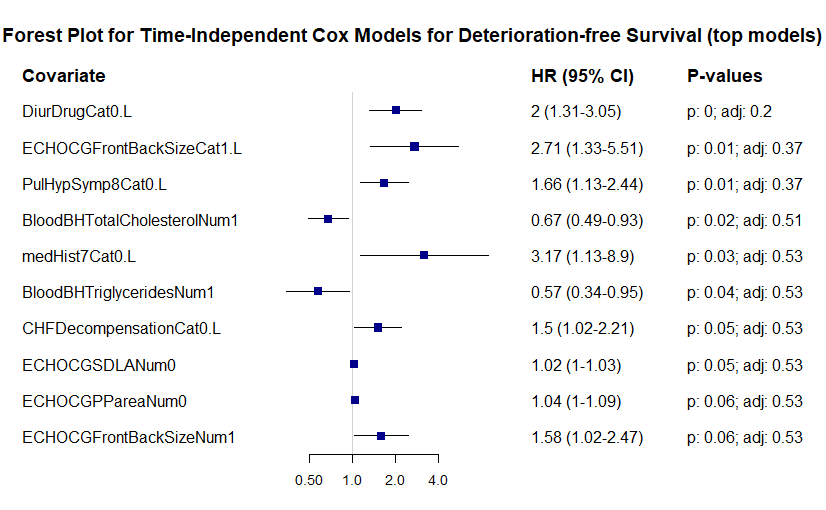 Forest Plot for Time-Independent Cox Models for Deterioration-free Survival (top models)
Covariate HR (95% CI) P-values
DiurDrugCat0.L 2 (1.31-3.05) p: 0; adj: 0.2
ECHOCGFrontBackSizeCat1.L 2.71 (1.33-5.51) p: 0.01; adj: 0.37
PulHypSymp8Cat0.L 1.66 (1.13-2.44) p: 0.01; adj: 0.37
BloodBHTotalCholesterolNum1 0.67 (0.49-0.93) p: 0.02; adj: 0.51
medHist7Cat0.L 3.17 (1.13-8.9) p: 0.03; adj: 0.53
BloodBHTriglyceridesNum1 0.57 (0.34-0.95) p: 0.04; adj: 0.53
CHFDecompensationCat0.L 1.5 (1.02-2.21) p: 0.05; adj: 0.53
ECHOCGSDLANum0 1.02 (1-1.03) p: 0.05; adj: 0.53
ECHOCGPPareaNum0 1.04 (1-1.09) p: 0.06; adj: 0.53
ECHOCGFrontBackSizeNum1 1.58 (1.02-2.47) p: 0.06; adj: 0.53
0.50 1.0 2.0 4.0